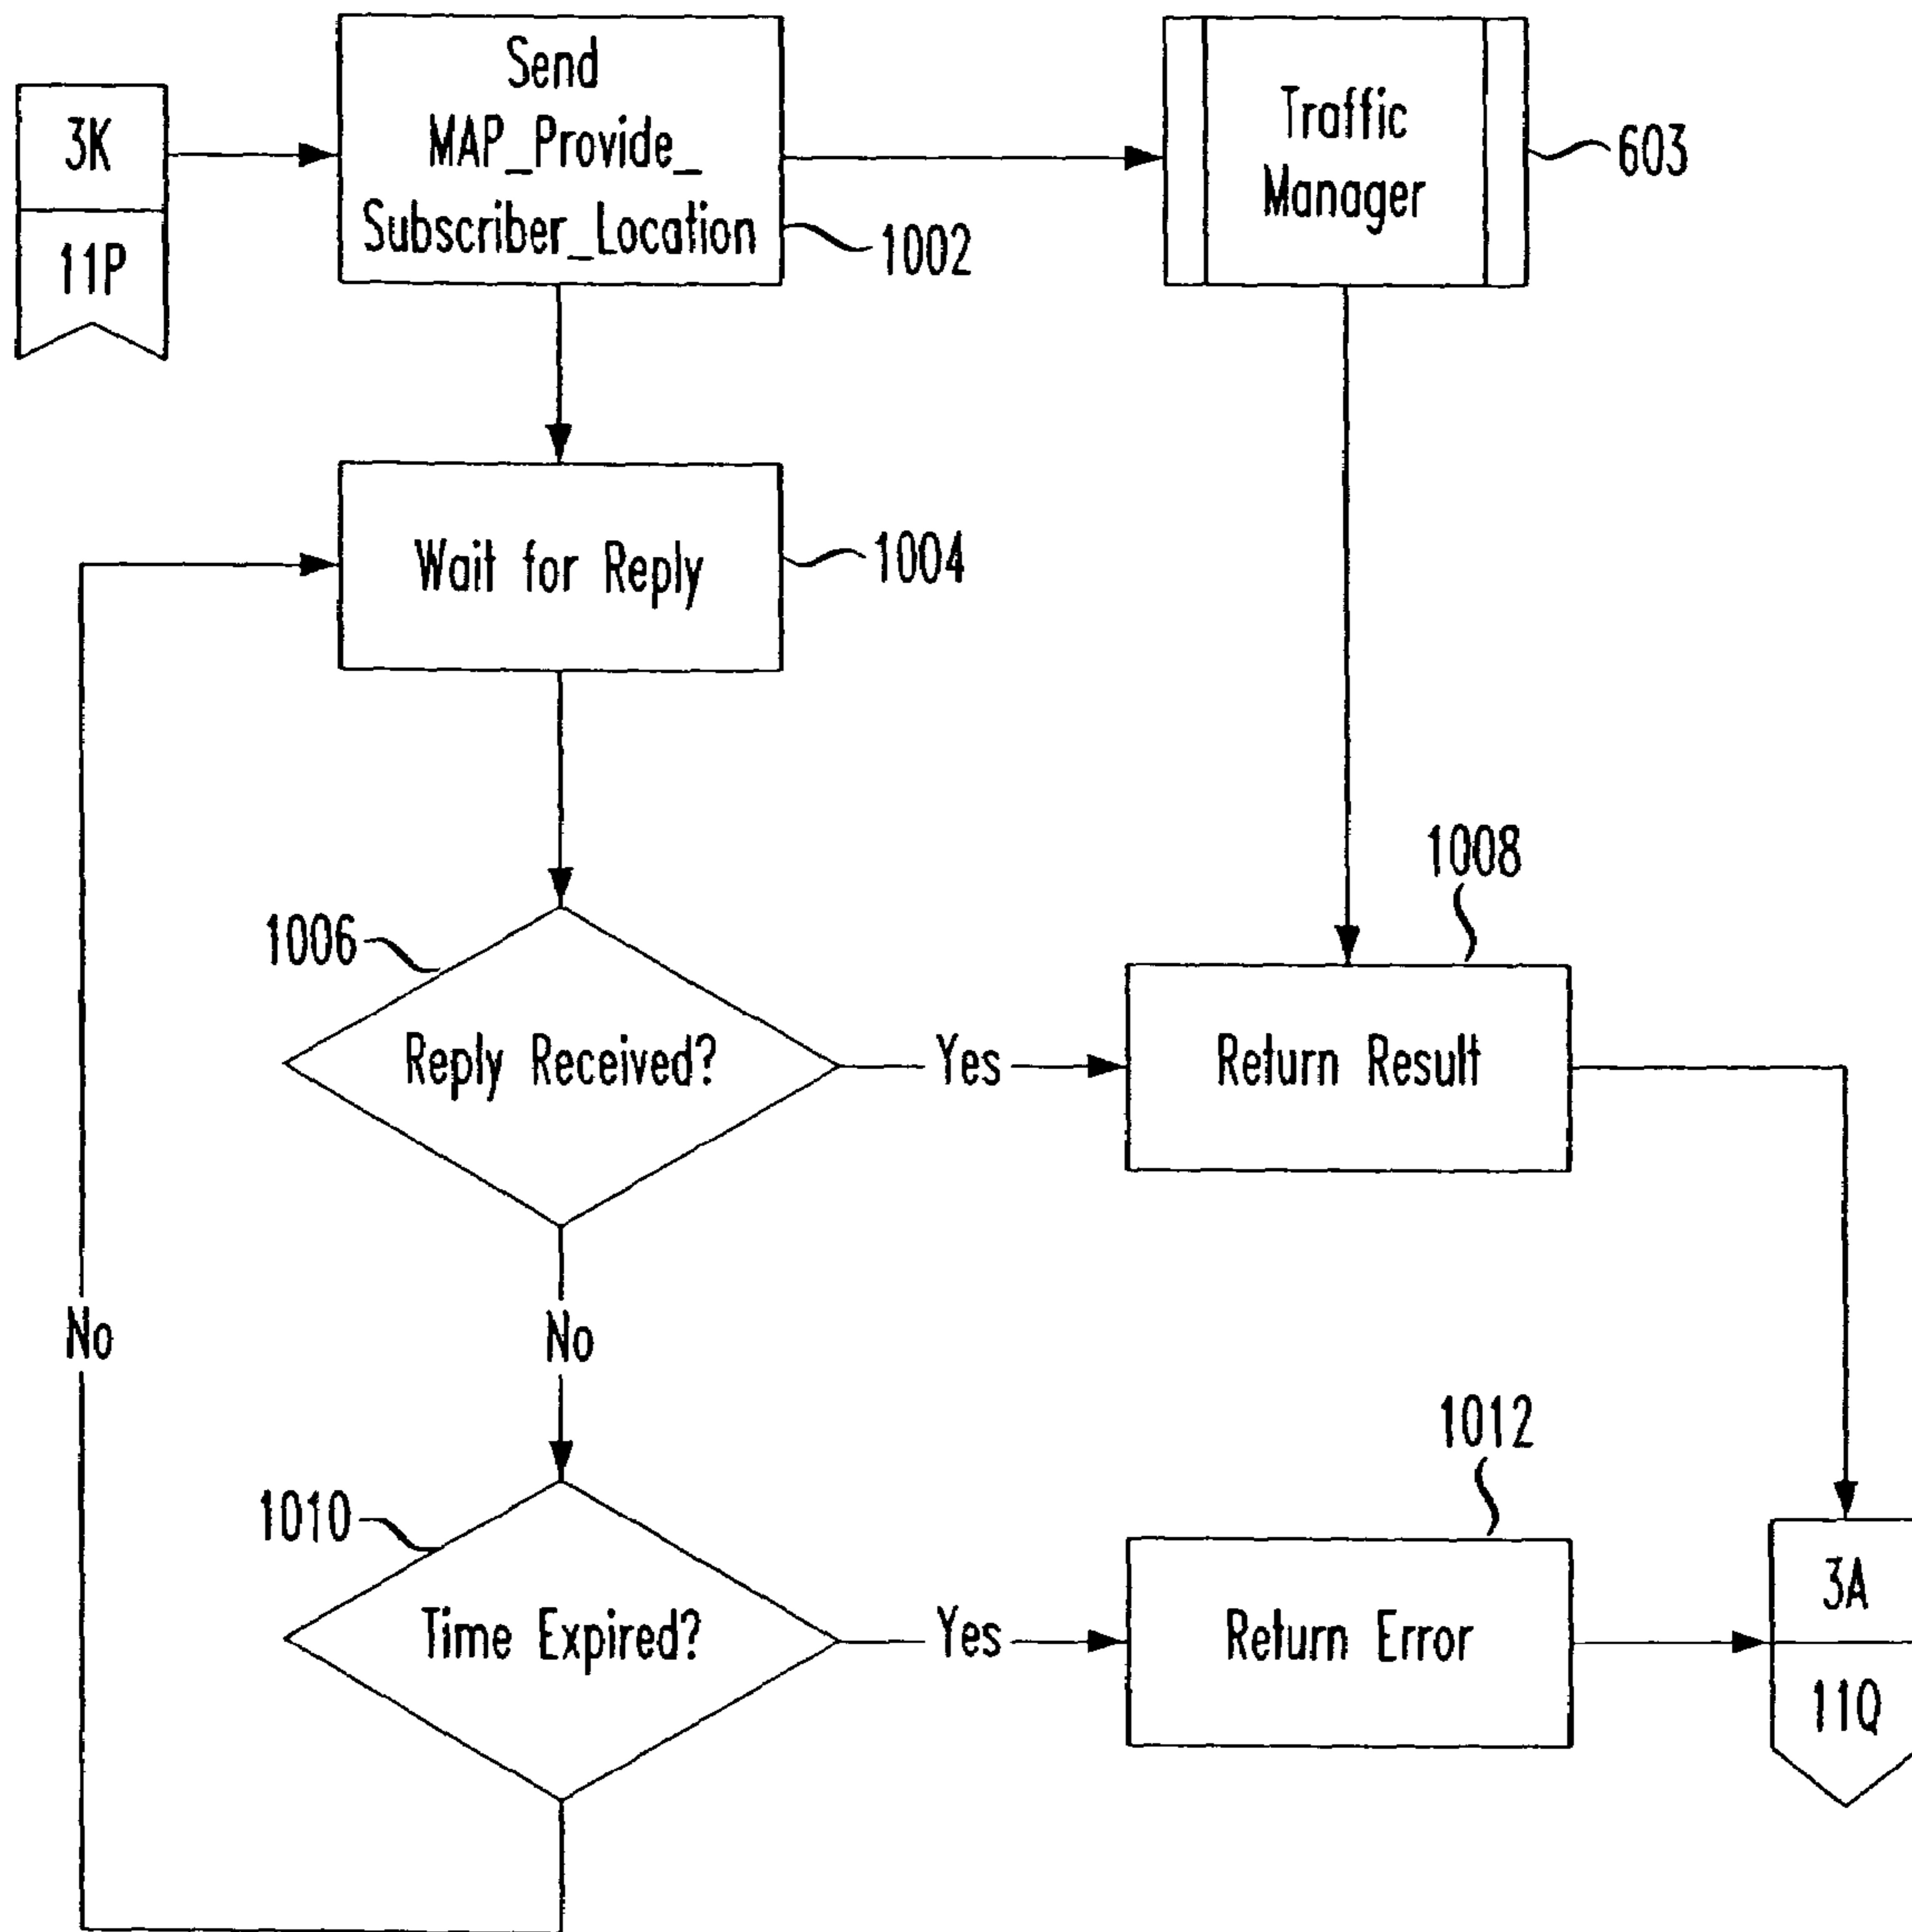 3K
11P
Send
MAP_Provide_
Subscriber_Location
1002
Traffic
Manager
603
Wait for Reply
1004
1006
Reply Received?
Yes
1008
Return Result
No
No
1010
Time Expired?
Yes
1012
Return Error
3A
11Q